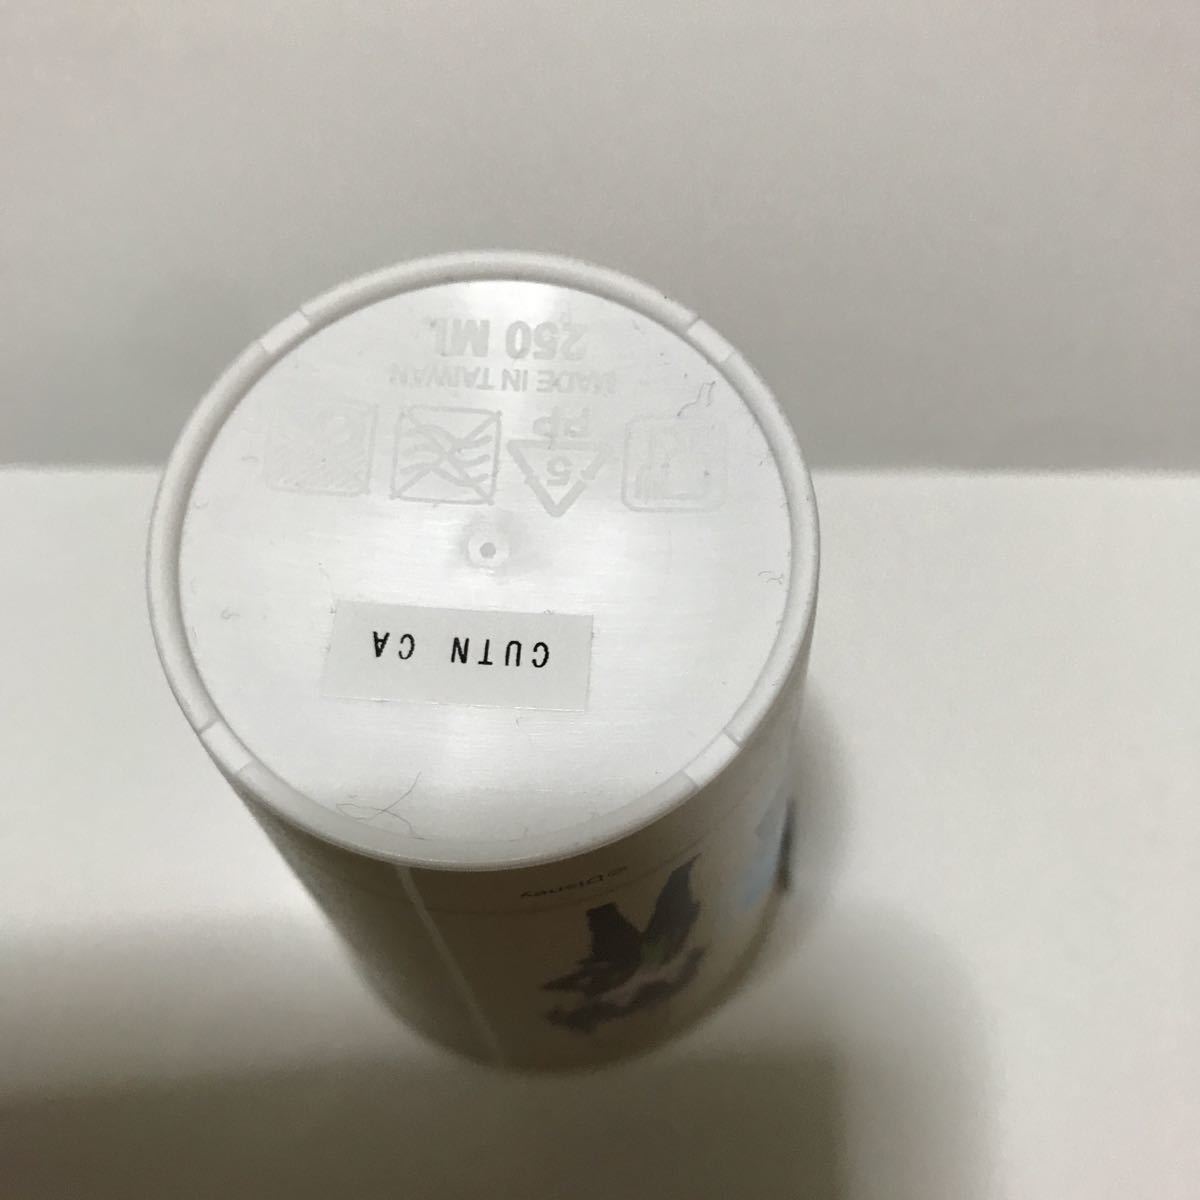 CUTN CA
5
PP
MADE IN TAIWAN
250 ML
©Disney